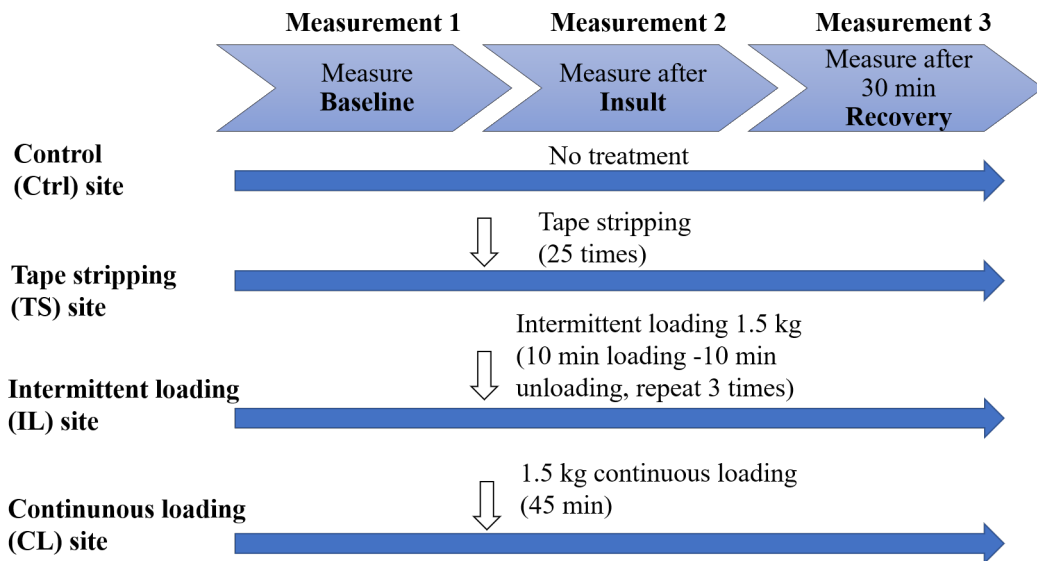 Measurement 1
Measurement 2
Measurement 3
Measure
Baseline
Measure after
Insult
Measure after
30 min
Recovery
Control
(Ctrl) site
No treatment
Tape stripping
(25 times)
Tape stripping
(TS) site
Intermittent loading 1.5 kg
(10 min loading -10 min
unloading, repeat 3 times)
Intermittent loading
(IL) site
1.5 kg continuous loading
(45 min)
Continunous loading
(CL) site